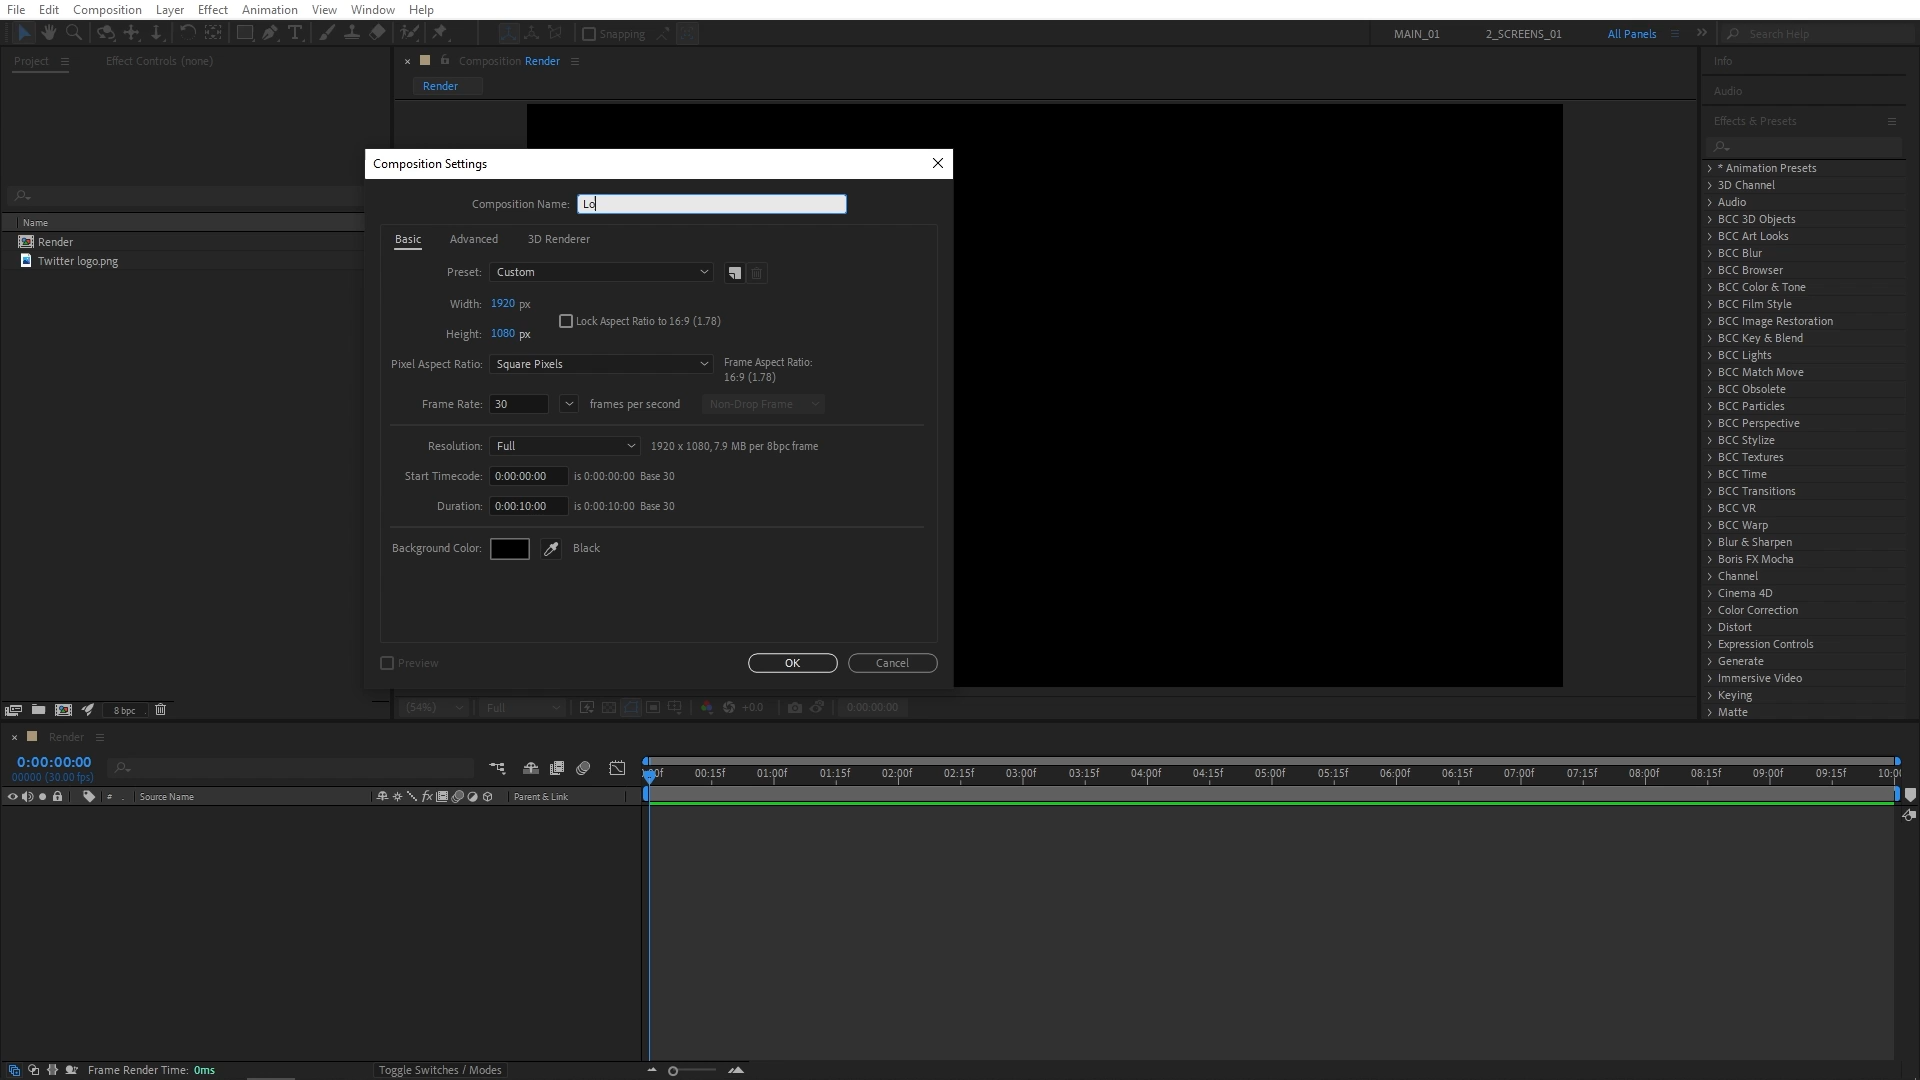 File Edit Composition Layer Effect Animation View Window Help
Snapping
MAIN_01 2_SCREENS_01 All Panels Search Help
Project Effect Controls (none)
Composition Render
Render
Info
Audio
Effects & Presets
Name
Render
Twitter logo.png
Composition Settings
Composition Name: Lo
Basic Advanced 3D Renderer
Preset: Custom
Width: 1920 px
Lock Aspect Ratio to 16:9 (1.78)
Height: 1080 px
Pixel Aspect Ratio: Square Pixels Frame Aspect Ratio:
16:9 (1.78)
Frame Rate: 30 frames per second Non-Drop Frame
Resolution: Full 1920 x 1080, 7.9 MB per 8bpc frame
Start Timecode: 0:00:00:00 is 0:00:00:00 Base 30
Duration: 0:00:10:00 is 0:00:10:00 Base 30
Background Color: Black
Preview OK Cancel
* Animation Presets
3D Channel
Audio
BCC 3D Objects
BCC Art Looks
BCC Blur
BCC Browser
BCC Color & Tone
BCC Film Style
BCC Image Restoration
BCC Key & Blend
BCC Lights
BCC Match Move
BCC Obsolete
BCC Particles
BCC Perspective
BCC Stylize
BCC Textures
BCC Time
BCC Transitions
BCC VR
BCC Warp
Blur & Sharpen
Boris FX Mocha
Channel
Cinema 4D
Color Correction
Distort
Expression Controls
Generate
Immersive Video
Keying
Matte
8 bpc
(54%) Full +0.0 0:00:00:00
Render
0:00:00:00
00000 (30.00 fps)
00f 00:15f 01:00f 01:15f 02:00f 02:15f 03:00f 03:15f 04:00f 04:15f 05:00f 05:15f 06:00f 06:15f 07:00f 07:15f 08:00f 08:15f 09:00f 09:15f 10:0
# . Source Name Parent & Link
Frame Render Time: 0ms Toggle Switches / Modes